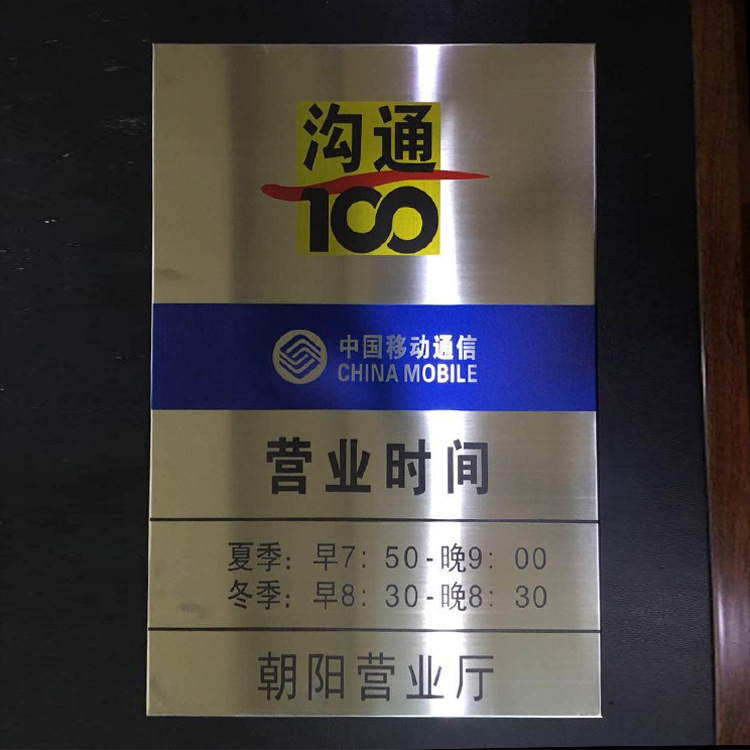 沟通
100
中国移动通信
CHINA MOBILE
营业时间
夏季：早7：50-晚9：00
冬季：早8：30-晚8：30
朝阳营业厅